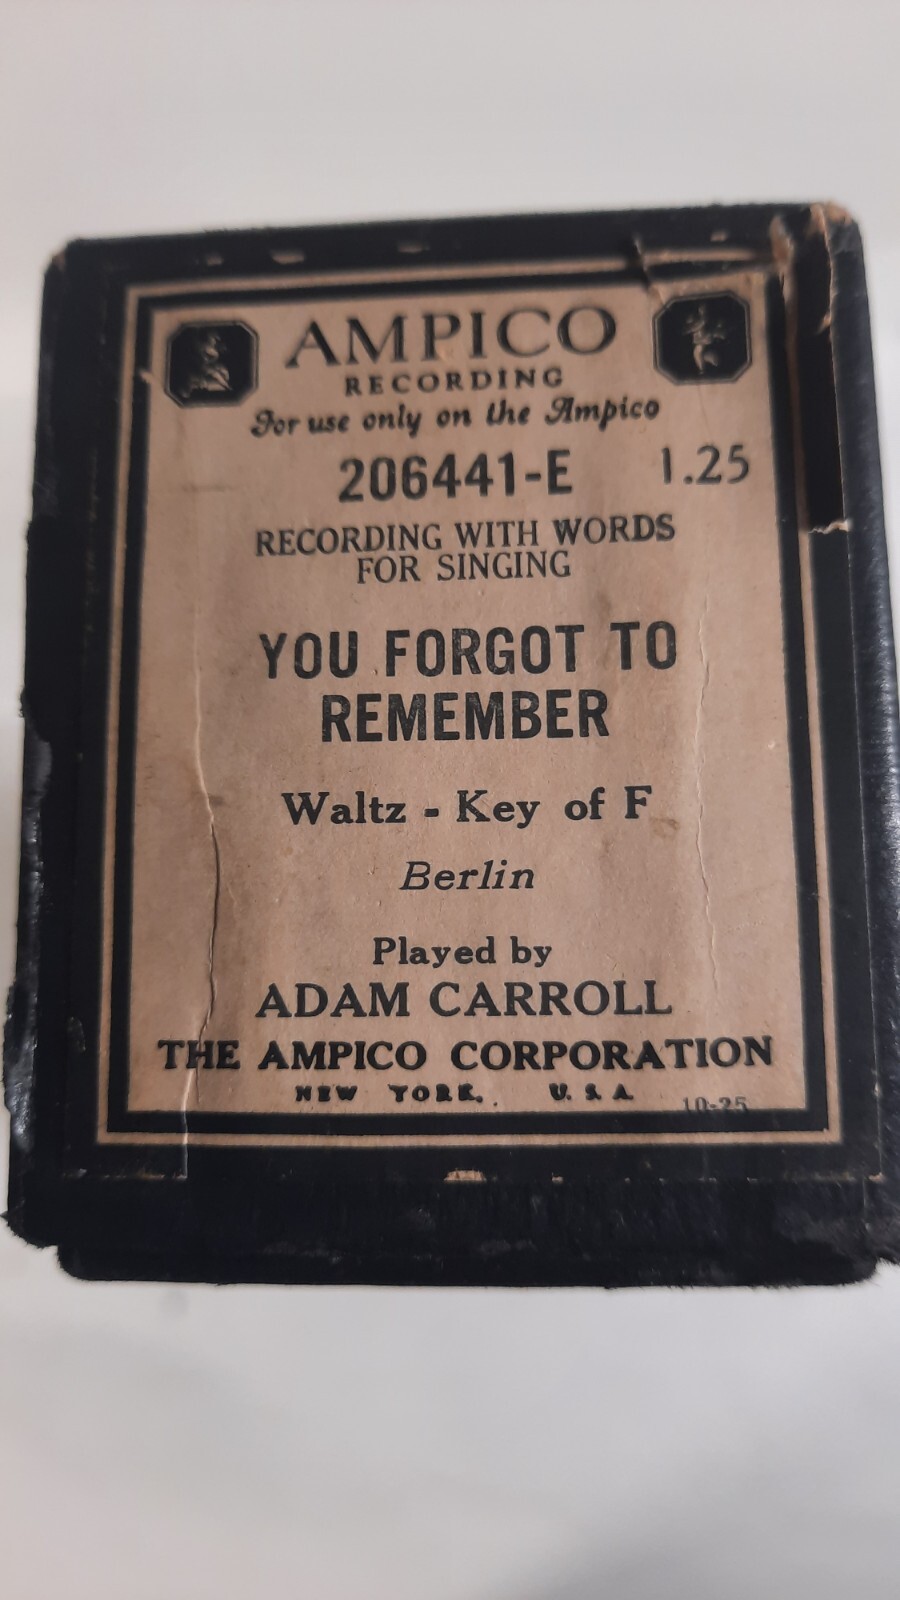 AMPICO
RECORDING
For use only on the Ampico
206441-E 1.25
RECORDING WITH WORDS
FOR SINGING
YOU FORGOT TO
REMEMBER
Waltz - Key of F
Berlin
Played by
ADAM CARROLL
THE AMPICO CORPORATION
NEW YORK. U. S. A.
10-25